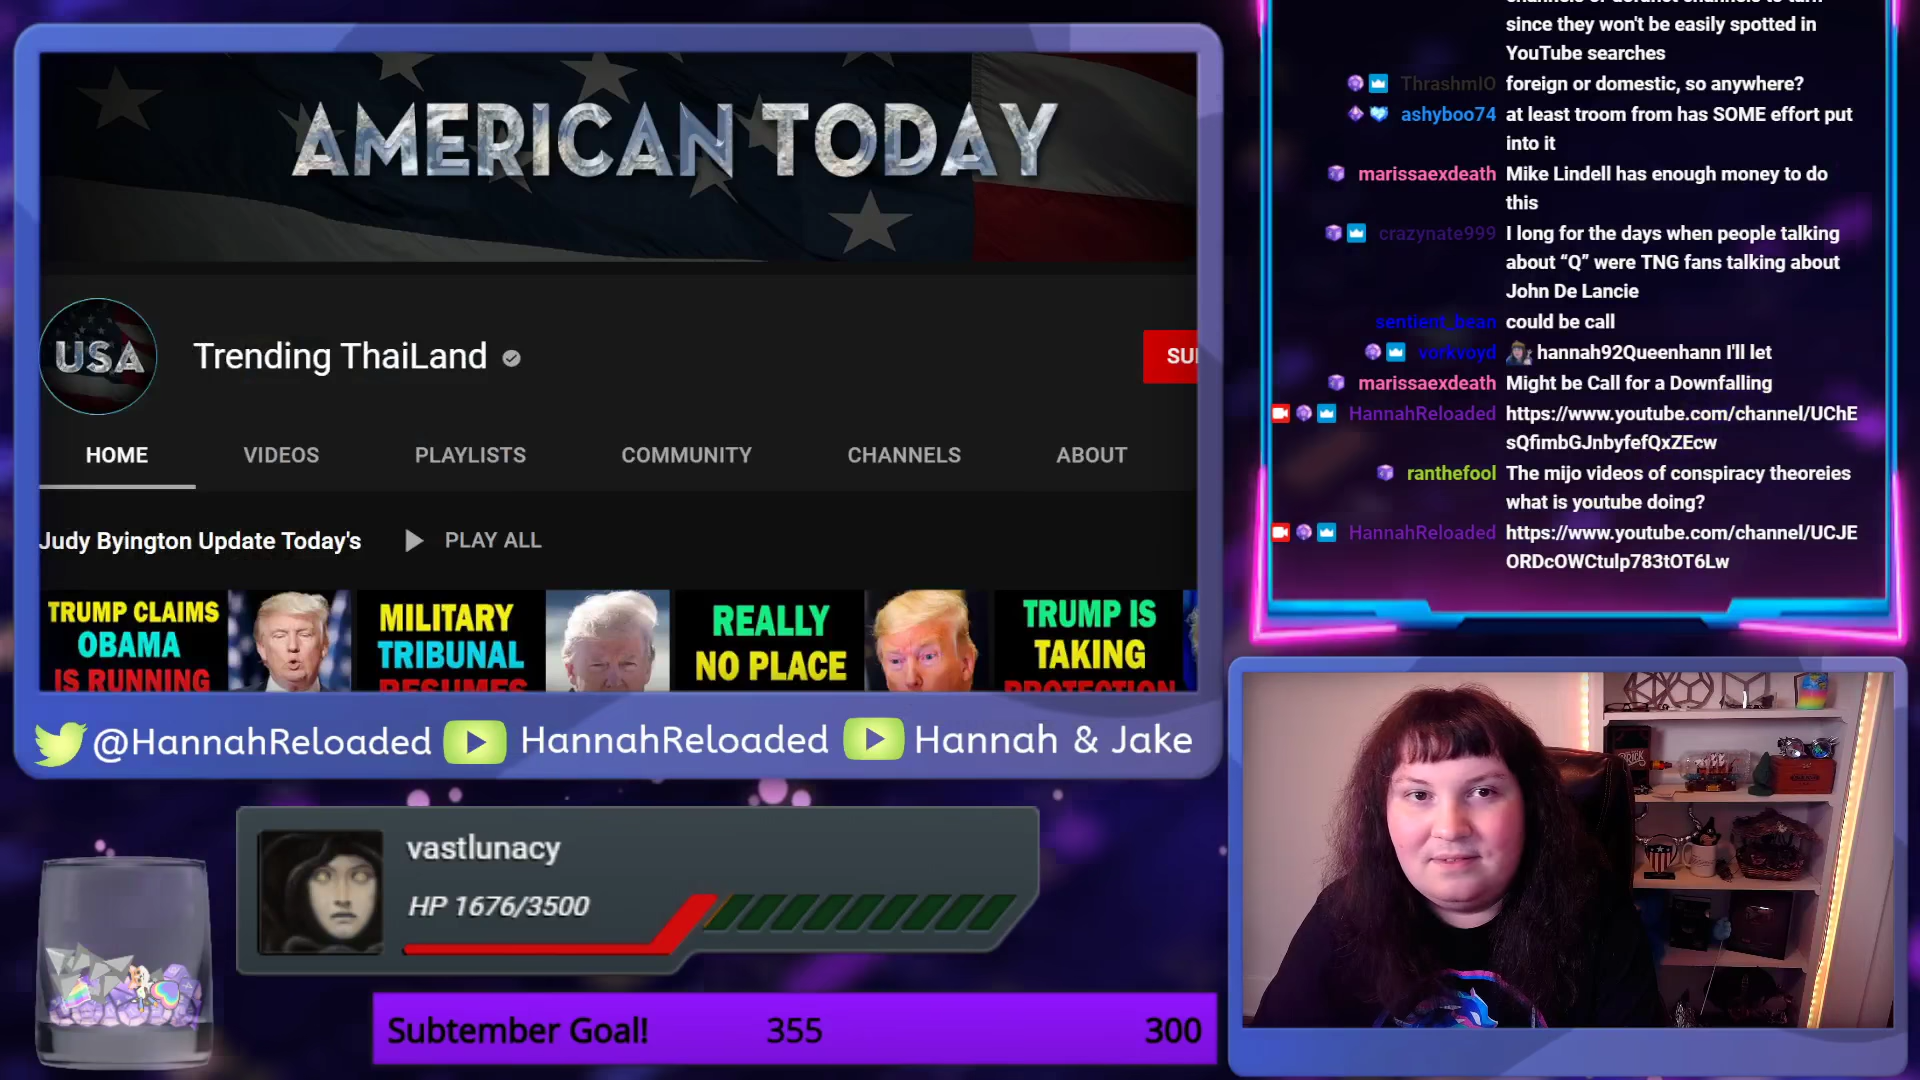 AMERICAN TODAY
USA
Trending ThaiLand
HOME
VIDEOS
PLAYLISTS
COMMUNITY
CHANNELS
ABOUT
Judy Byington Update Today's
PLAY ALL
TRUMP CLAIMS
OBAMA
IS RUNNING
MILITARY
TRIBUNAL
RESUMES
REALLY
NO PLACE
TRUMP IS
TAKING
PROTECTION
@HannahReloaded
HannahReloaded
Hannah & Jake
vastlunacy
HP 1676/3500
Subtember Goal! 355 300
since they won't be easily spotted in
YouTube searches
ThrashmIO foreign or domestic, so anywhere?
ashyboo74 at least troom from has SOME effort put
into it
marissaexdeath Mike Lindell has enough money to do
this
crazynate999 I long for the days when people talking
about “Q” were TNG fans talking about
John De Lancie
sentient_bean could be call
vorkvoyd hannah92Queenhann I'll let
marissaexdeath Might be Call for a Downfalling
HannahReloaded https://www.youtube.com/channel/UChE
sQfimbGJnbyfefQxZEcw
ranthefool The mijo videos of conspiracy theoreies
what is youtube doing?
HannahReloaded https://www.youtube.com/channel/UCJE
ORDcOWCtulp783tOT6Lw